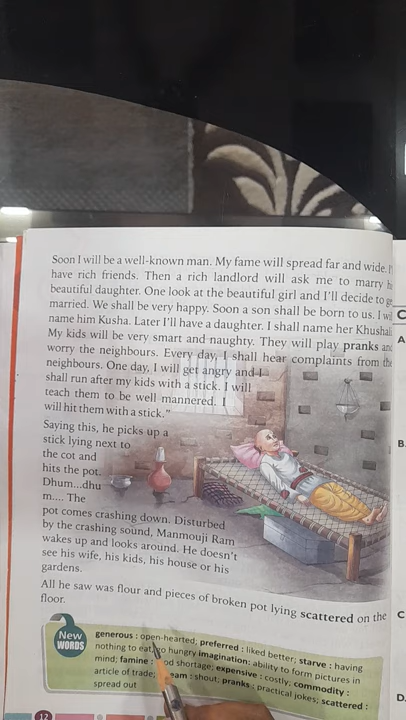 Soon I will be a well-known man. My fame will spread far and wide.
have rich friends. Then a rich landlord will ask me to marry
beautiful daughter. One look at the beautiful girl and I'll decide to
married. We shall be very happy. Soon a son shall be born to us. I
name him Kusha. Later I'll have a daughter. I shall name her Khushali
My kids will be very smart and naughty. They will play pranks and
worry the neighbours. Every day, I shall hear complaints from the
neighbours. One day, I will get angry and I
shall run after my kids with a stick. I will
teach them to be well mannered. I
will hit them with a stick."
Saying this, he picks up a
stick lying next to
the cot and
hits the pot.
Dhum...dhu
m.... The
pot comes crashing down. Disturbed
by the crashing sound, Manmouji Ram
wakes up and looks around. He doesn't
see his wife, his kids, his house or his
gardens.
All he saw was flour and pieces of broken pot lying scattered on the
floor.
New
WORDS
generous : open-hearted; preferred : liked better; starve : having
nothing to eat, go hungry imagination: ability to form pictures in
mind; famine : shortage; expensive : costly; commodity :
article of trade; : shout; pranks : practical jokes; scattered :
spread out
12
C
A.
B.
C
D.